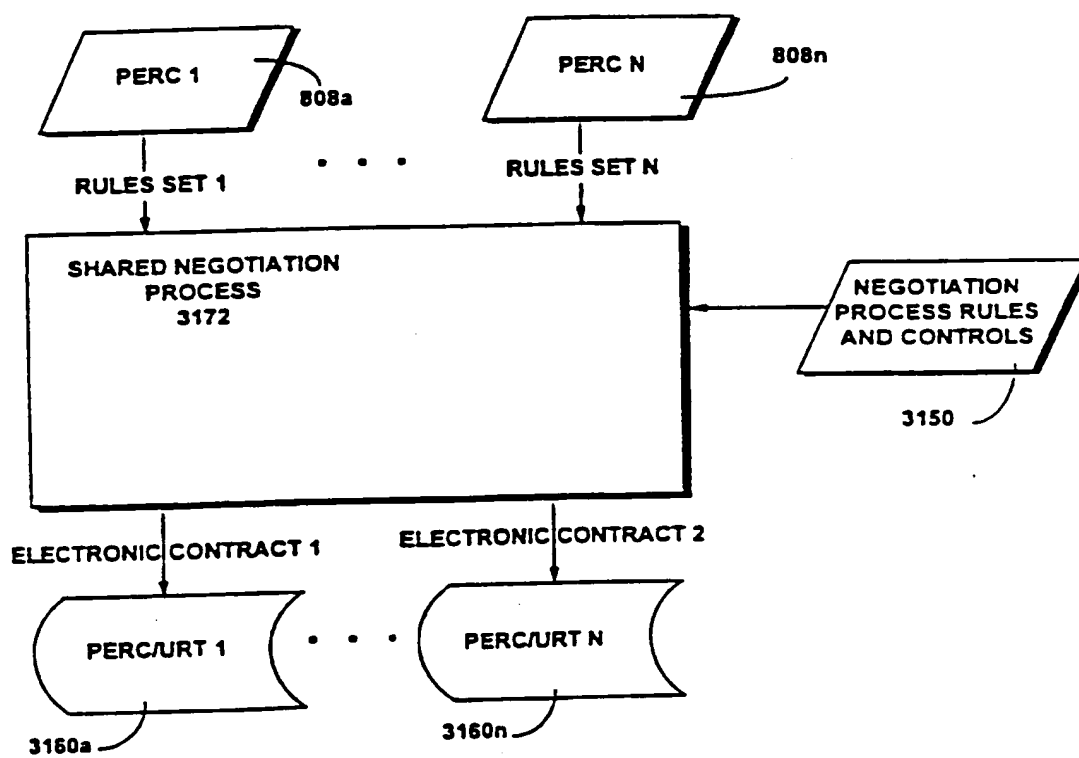 PERC 1
808a
PERC N
808n
RULES SET 1
RULES SET N
SHARED NEGOTIATION
PROCESS
3172
NEGOTIATION
PROCESS RULES
AND CONTROLS
3150
ELECTRONIC CONTRACT 1
ELECTRONIC CONTRACT 2
PERC/URT 1
PERC/URT N
3160a
3160n